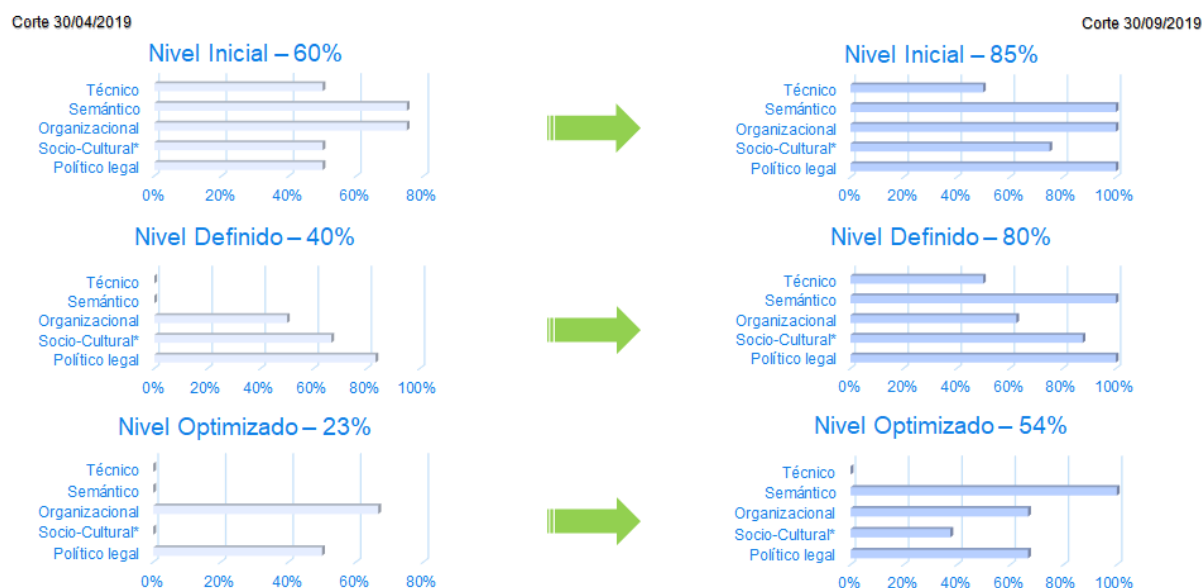 Corte 30/04/2019
Corte 30/09/2019
Nivel Inicial – 60%
Técnico
Semántico
Organizacional
Socio-Cultural*
Político legal
0% 20% 40% 60% 80%
Nivel Inicial – 85%
Técnico
Semántico
Organizacional
Socio-Cultural*
Político legal
0% 20% 40% 60% 80% 100%
Nivel Definido – 40%
Técnico
Semántico
Organizacional
Socio-Cultural*
Político legal
0% 20% 40% 60% 80% 100%
Nivel Definido – 80%
Técnico
Semántico
Organizacional
Socio-Cultural*
Político legal
0% 20% 40% 60% 80% 100%
Nivel Optimizado – 23%
Técnico
Semántico
Organizacional
Socio-Cultural*
Político legal
0% 20% 40% 60% 80%
Nivel Optimizado – 54%
Técnico
Semántico
Organizacional
Socio-Cultural*
Político legal
0% 20% 40% 60% 80% 100%